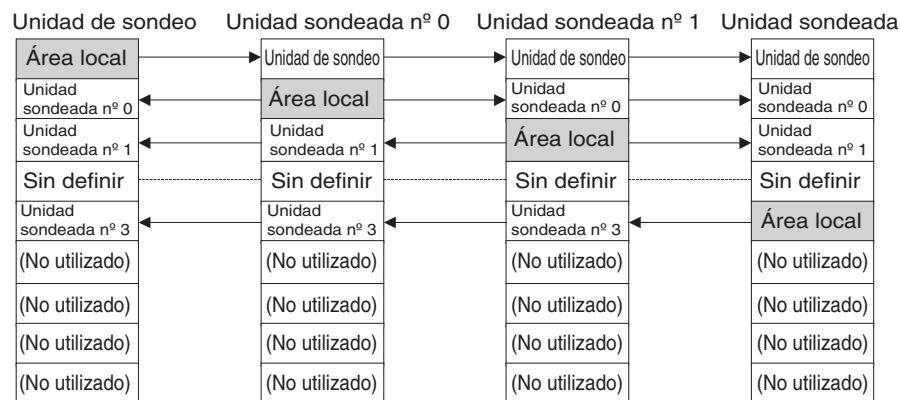 Unidad de sondeo Unidad sondeada nº 0 Unidad sondeada nº 1 Unidad sondeada
Área local Unidad de sondeo Unidad de sondeo Unidad de sondeo
Unidad sondeada nº 0 Área local Unidad sondeada nº 0 Unidad sondeada nº 0
Unidad sondeada nº 1 Unidad sondeada nº 1 Área local Unidad sondeada nº 1
Sin definir Sin definir Sin definir Sin definir
Unidad sondeada nº 3 Unidad sondeada nº 3 Unidad sondeada nº 3 Área local
(No utilizado) (No utilizado) (No utilizado) (No utilizado)
(No utilizado) (No utilizado) (No utilizado) (No utilizado)
(No utilizado) (No utilizado) (No utilizado) (No utilizado)
(No utilizado) (No utilizado) (No utilizado) (No utilizado)